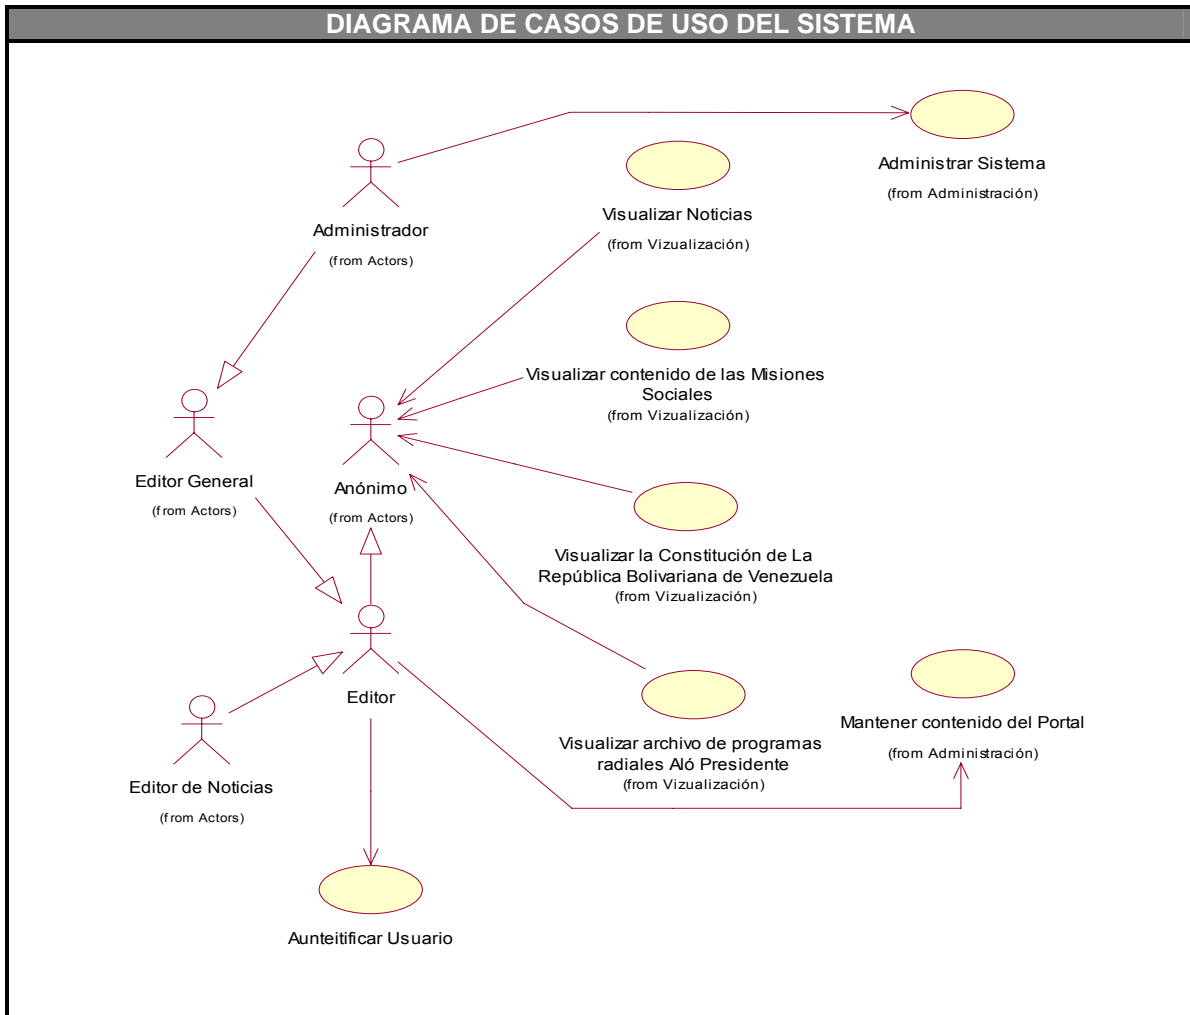 DIAGRAMA DE CASOS DE USO DEL SISTEMA
Administrar Sistema
(from Administración)
Visualizar Noticias
(from Vizualización)
Administrador
(from Actors)
Visualizar contenido de las Misiones
Sociales
(from Vizualización)
Editor General
(from Actors)
Anónimo
(from Actors)
Visualizar la Constitución de La
República Bolivariana de Venezuela
(from Vizualización)
Editor
Mantener contenido del Portal
(from Administración)
Visualizar archivo de programas
radiales Aló Presidente
(from Vizualización)
Editor de Noticias
(from Actors)
Aunteitificar Usuario